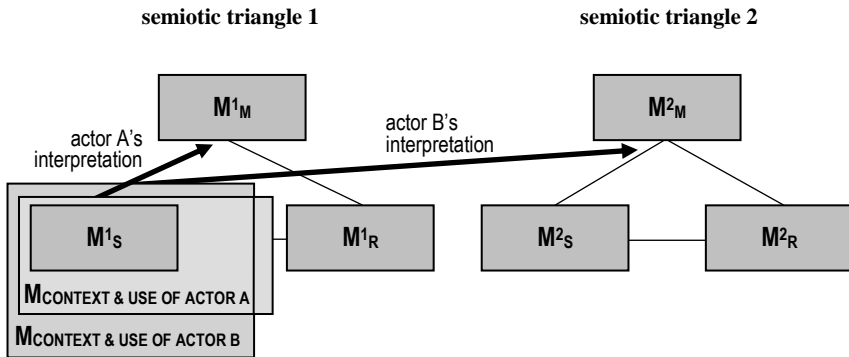 semiotic triangle 1
semiotic triangle 2
M¹M
M²M
actor A's
interpretation
actor B's
interpretation
M¹S
M¹R
M²S
M²R
MCONTEXT & USE OF ACTOR A
MCONTEXT & USE OF ACTOR B